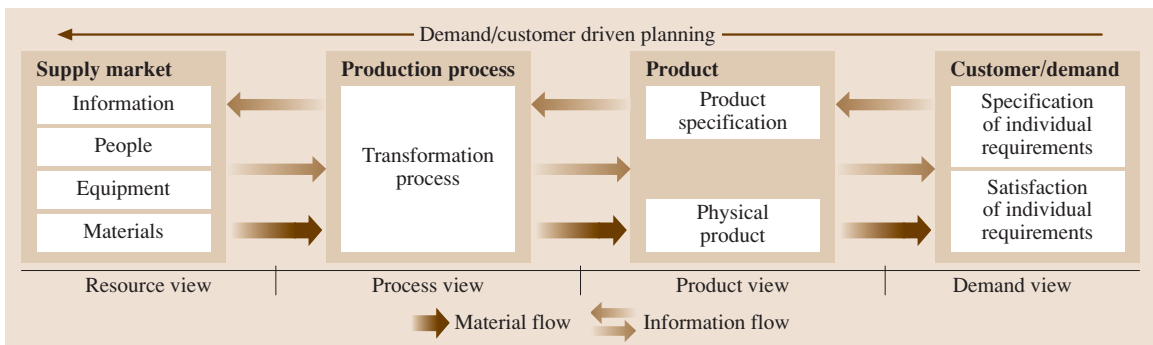 Demand/customer driven planning
Supply market
Information
People
Equipment
Materials
Production process
Transformation
process
Product
Product
specification
Physical
product
Customer/demand
Specification
of individual
requirements
Satisfaction
of individual
requirements
Resource view
Process view
Product view
Demand view
Material flow
Information flow